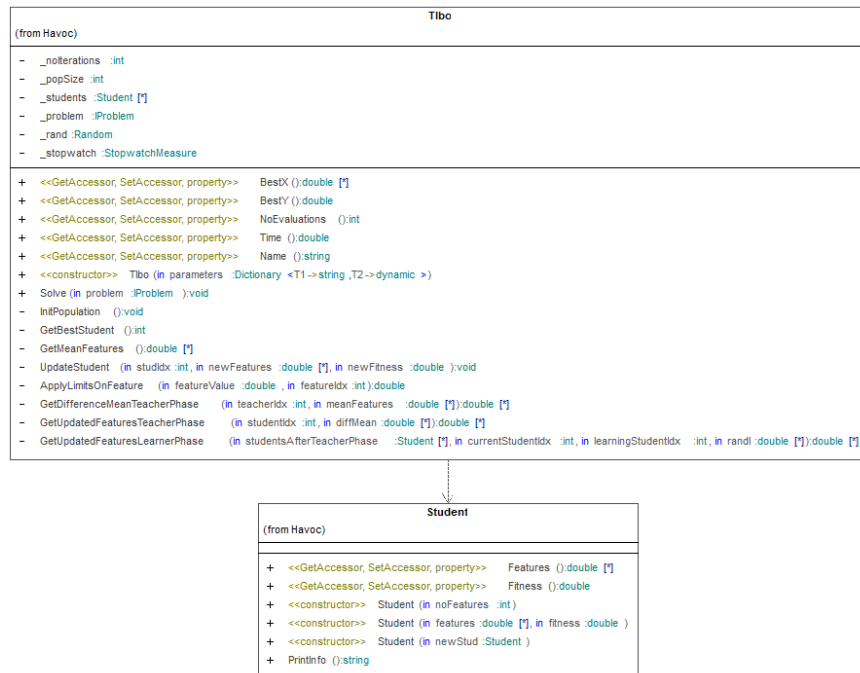 Tlbo
(from Havoc)
- _noIterations :int
- _popSize :int
- _students :Student [*]
- _problem :IProblem
- _rand :Random
- _stopwatch :StopwatchMeasure
+ <<GetAccessor, SetAccessor, property>> BestX ():double [*]
+ <<GetAccessor, SetAccessor, property>> BestY ():double
+ <<GetAccessor, SetAccessor, property>> NoEvaluations ():int
+ <<GetAccessor, SetAccessor, property>> Time ():double
+ <<GetAccessor, SetAccessor, property>> Name ():string
+ <<constructor>> Tlbo (in parameters :Dictionary <T1->string ,T2->dynamic >)
+ Solve (in problem :IProblem ):void
- InitPopulation ():void
- GetBestStudent ():int
- GetMeanFeatures ():double [*]
- UpdateStudent (in studIdx :int, in newFeatures :double [*], in newFitness :double ):void
- ApplyLimitsOnFeature (in featureValue :double , in featureIdx :int):double
- GetDifferenceMeanTeacherPhase (in teacherIdx :int, in meanFeatures :double [*]):double [*]
- GetUpdatedFeaturesTeacherPhase (in studentIdx :int, in diffMean :double [*]):double [*]
- GetUpdatedFeaturesLearnerPhase (in studentsAfterTeacherPhase :Student [*], in currentStudentIdx :int, in learningStudentIdx :int, in randI :double [*]):double [*]
Student
(from Havoc)
+ <<GetAccessor, SetAccessor, property>> Features ():double [*]
+ <<GetAccessor, SetAccessor, property>> Fitness ():double
+ <<constructor>> Student (in noFeatures :int)
+ <<constructor>> Student (in features :double [*], in fitness :double )
+ <<constructor>> Student (in newStud :Student )
+ PrintInfo ():string